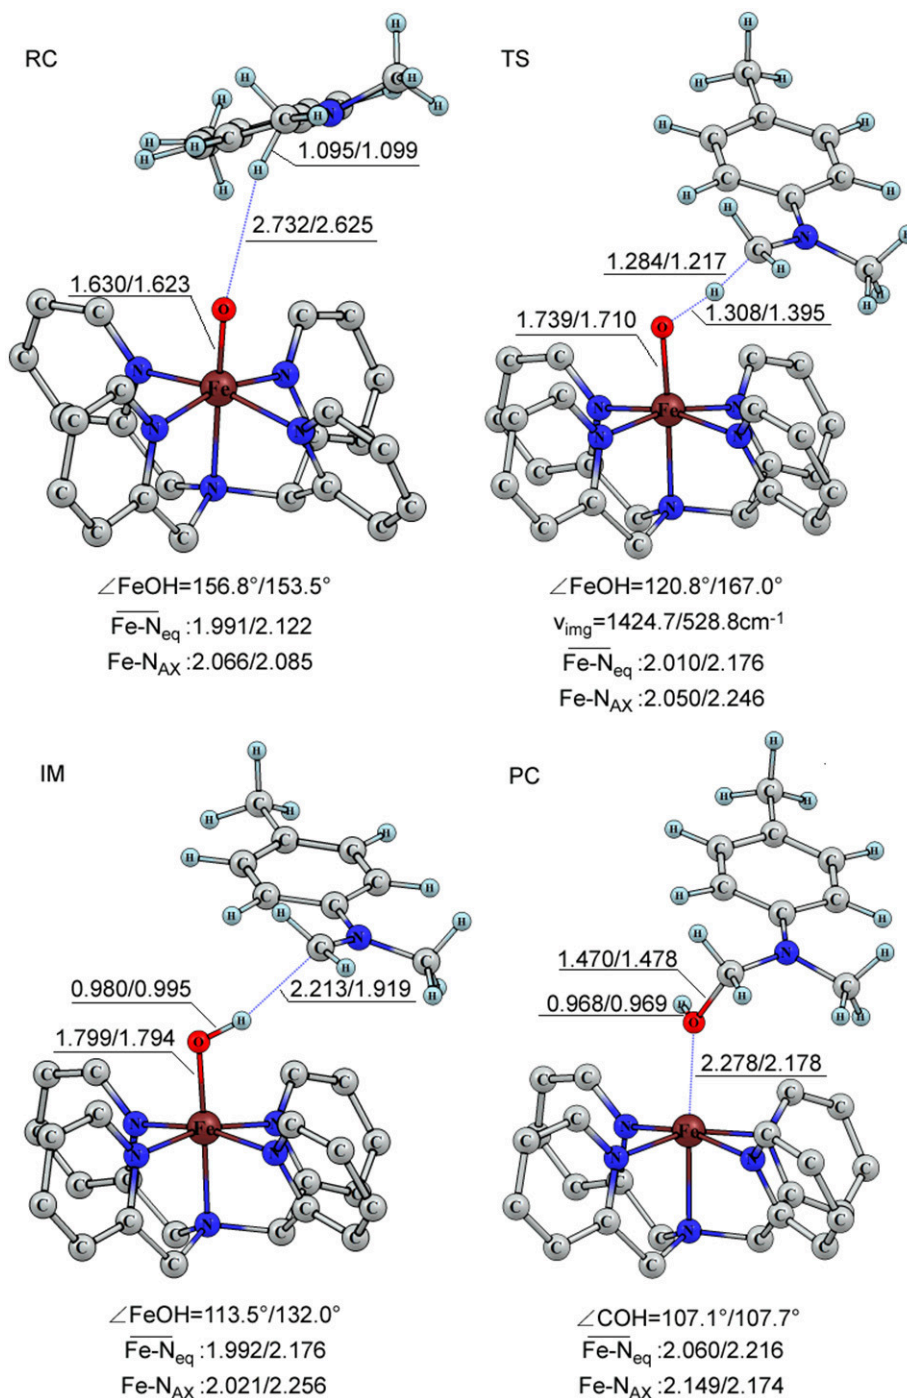 RC
1.095/1.099
2.732/2.625
1.630/1.623
∠FeOH=156.8°/153.5°
Fe-Neq :1.991/2.122
Fe-NAX :2.066/2.085
TS
1.284/1.217
1.308/1.395
1.739/1.710
∠FeOH=120.8°/167.0°
vimg=1424.7/528.8cm-1
Fe-Neq :2.010/2.176
Fe-NAX :2.050/2.246
IM
0.980/0.995
2.213/1.919
1.799/1.794
∠FeOH=113.5°/132.0°
Fe-Neq :1.992/2.176
Fe-NAX :2.021/2.256
PC
1.470/1.478
0.968/0.969
2.278/2.178
∠COH=107.1°/107.7°
Fe-Neq :2.060/2.216
Fe-NAX :2.149/2.174